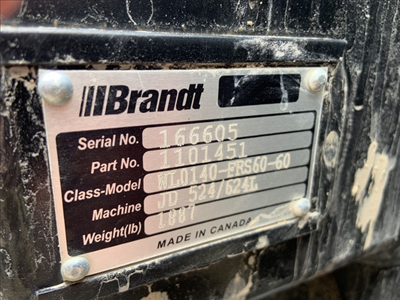 Brandt
Serial No. 166605
Part No. 1101451
Class-Model WL0140-FRS60-60
Machine JD 524/624L
Weight(lb) 1887
MADE IN CANADA